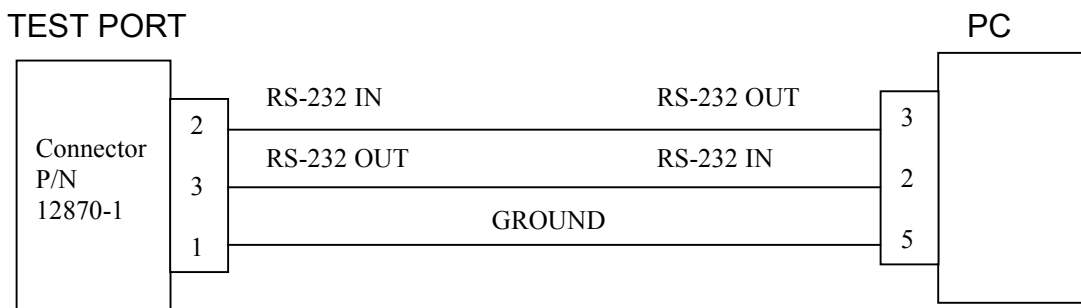 TEST PORT
PC
RS-232 IN
RS-232 OUT
2
3
Connector
P/N
12870-1
RS-232 OUT
RS-232 IN
3
2
GROUND
1
5